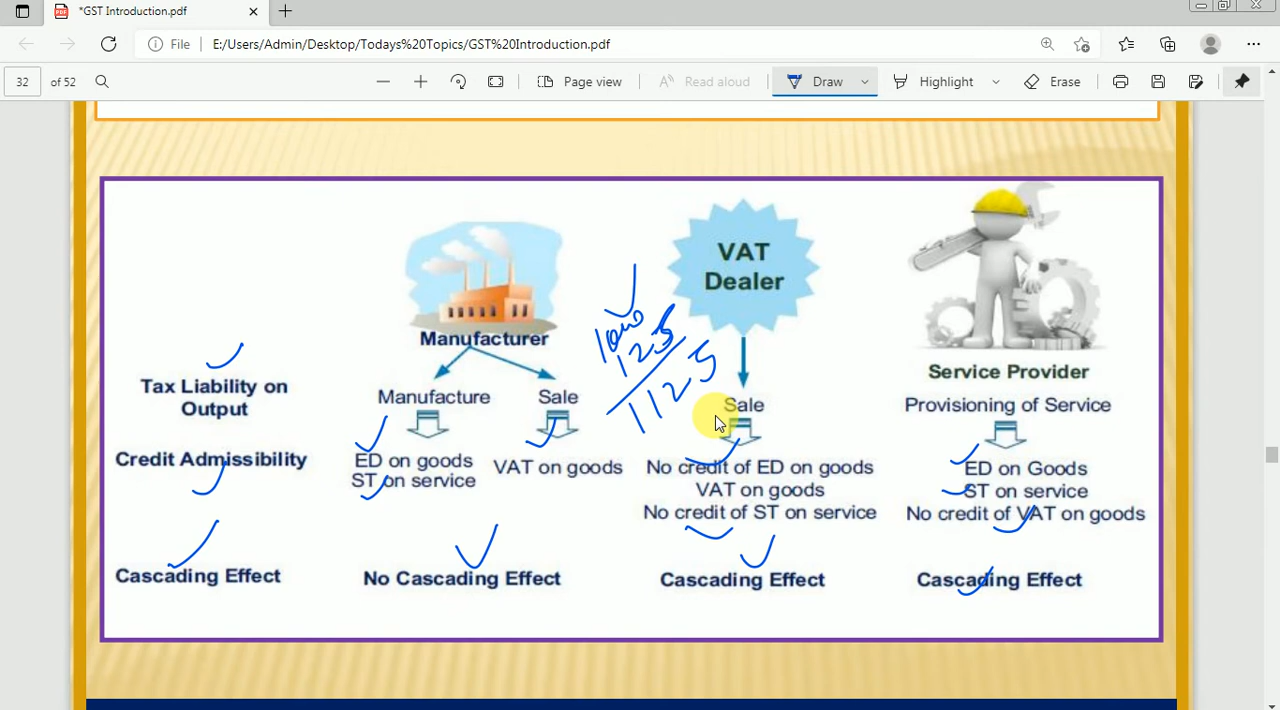 *GST Introduction.pdf
File E:/Users/Admin/Desktop/Todays%20Topics/GST%20Introduction.pdf
32 of 52 Page view Read aloud Draw Highlight Erase
VAT
Dealer
1000
125
1125
Manufacturer
Service Provider
Tax Liability on
Output
Manufacture Sale Sale Provisioning of Service
Credit Admissibility
ED on goods
ST on service
VAT on goods
No credit of ED on goods
VAT on goods
No credit of ST on service
ED on Goods
ST on service
No credit of VAT on goods
Cascading Effect No Cascading Effect Cascading Effect Cascading Effect